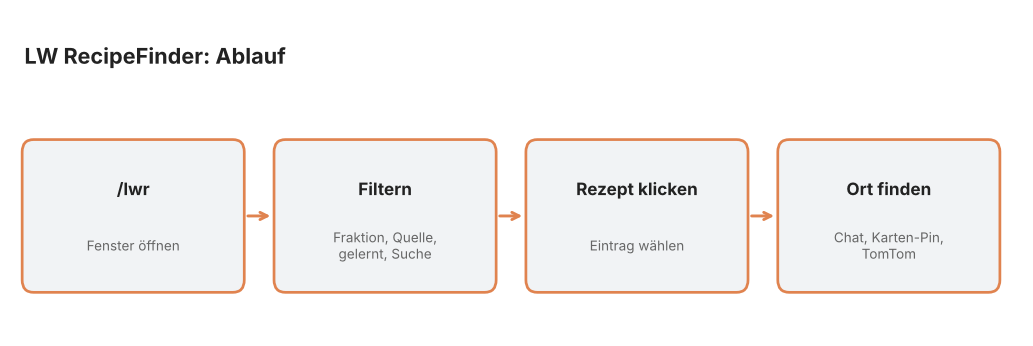 LW RecipeFinder: Ablauf
/lwr
Fenster öffnen
Filtern
Fraktion, Quelle,
gelernt, Suche
Rezept klicken
Eintrag wählen
Ort finden
Chat, Karten-Pin,
TomTom